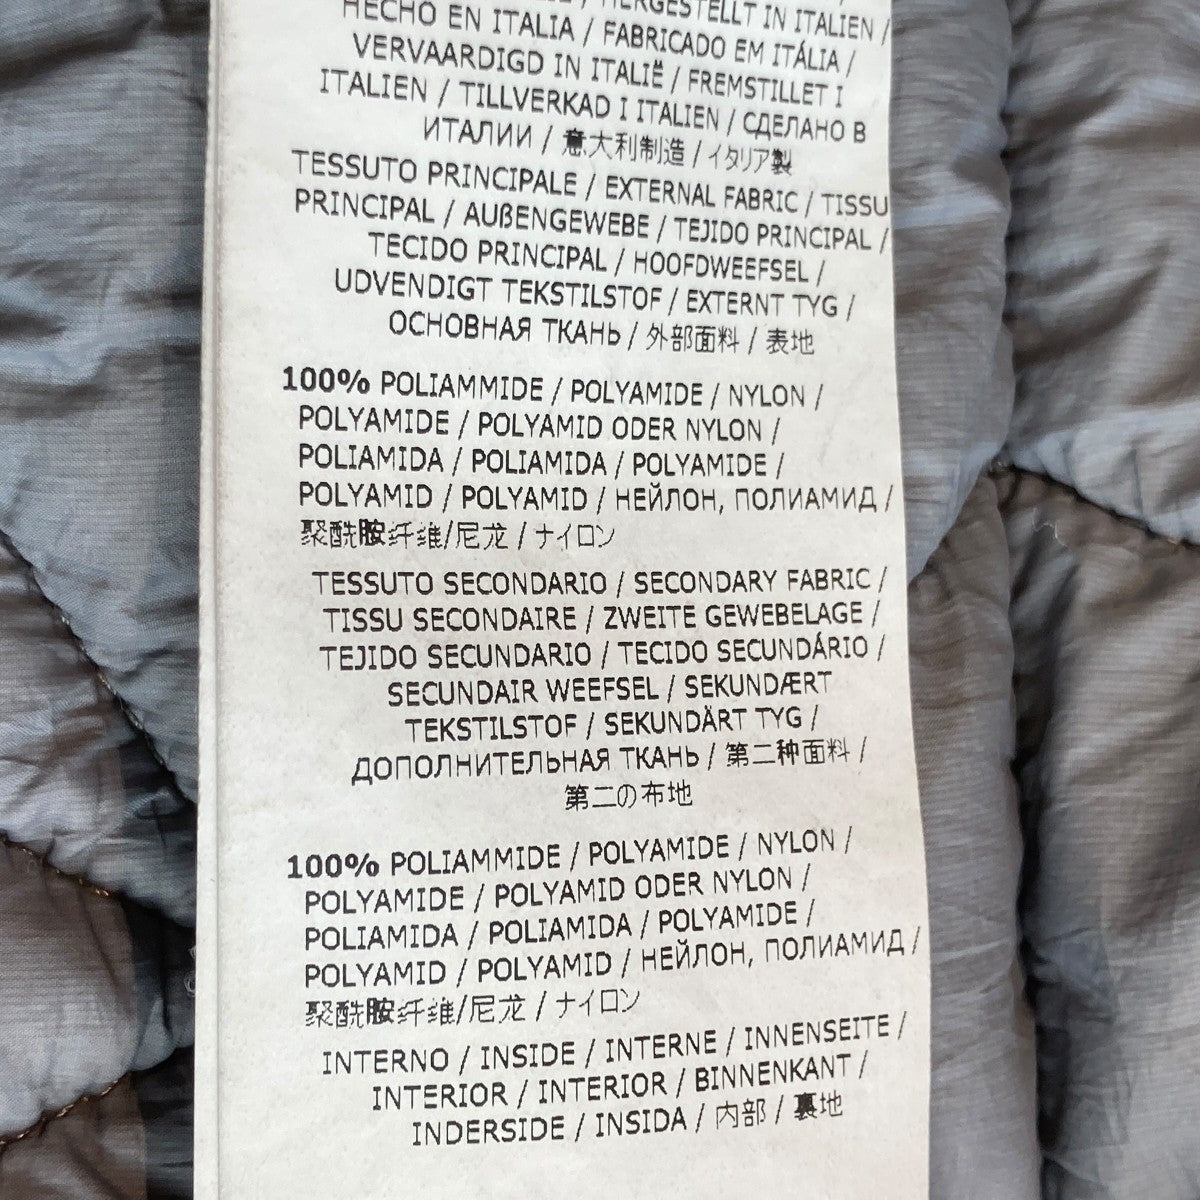 HERGESTELLT IN ITALIEN /
HECHO EN ITALIA / FABRICADO EM ITÁLIA /
VERVAARDIGD IN ITALIË / FREMSTILLET I
ITALIEN / TILLVERKAD I ITALIEN / СДЕЛАНО В
ИТАЛИИ / 意大利制造 / イタリア製
TESSUTO PRINCIPALE / EXTERNAL FABRIC / TISSU
PRINCIPAL / AUßENGEWEBE / TEJIDO PRINCIPAL /
TECIDO PRINCIPAL / HOOFDWEEFSEL /
UDVENDIGT TEKSTILSTOF / EXTERNT TYG /
ОСНОВНАЯ ТКАНЬ / 外部面料 / 表地
100% POLIAMMIDE / POLYAMIDE / NYLON /
POLYAMIDE / POLYAMID ODER NYLON /
POLIAMIDA / POLIAMIDA / POLYAMIDE /
POLYAMID / POLYAMID / НЕЙЛОН, ПОЛИАМИД /
聚酰胺纤维/尼龙 / ナイロン
TESSUTO SECONDARIO / SECONDARY FABRIC /
TISSU SECONDAIRE / ZWEITE GEWEBELAGE /
TEJIDO SECUNDARIO / TECIDO SECUNDÁRIO /
SECUNDAIR WEEFSEL / SEKUNDÆRT
TEKSTILSTOF / SEKUNDÄRT TYG /
ДОПОЛНИТЕЛЬНАЯ ТКАНЬ / 第二种面料 /
第二の布地
100% POLIAMMIDE / POLYAMIDE / NYLON /
POLYAMIDE / POLYAMID ODER NYLON /
POLIAMIDA / POLIAMIDA / POLYAMIDE /
POLYAMID / POLYAMID / НЕЙЛОН, ПОЛИАМИД /
聚酰胺纤维/尼龙 / ナイロン
INTERNO / INSIDE / INTERNE / INNENSEITE /
INTERIOR / INTERIOR / BINNENKANT /
INDERSIDE / INSIDA / 内部 / 裏地